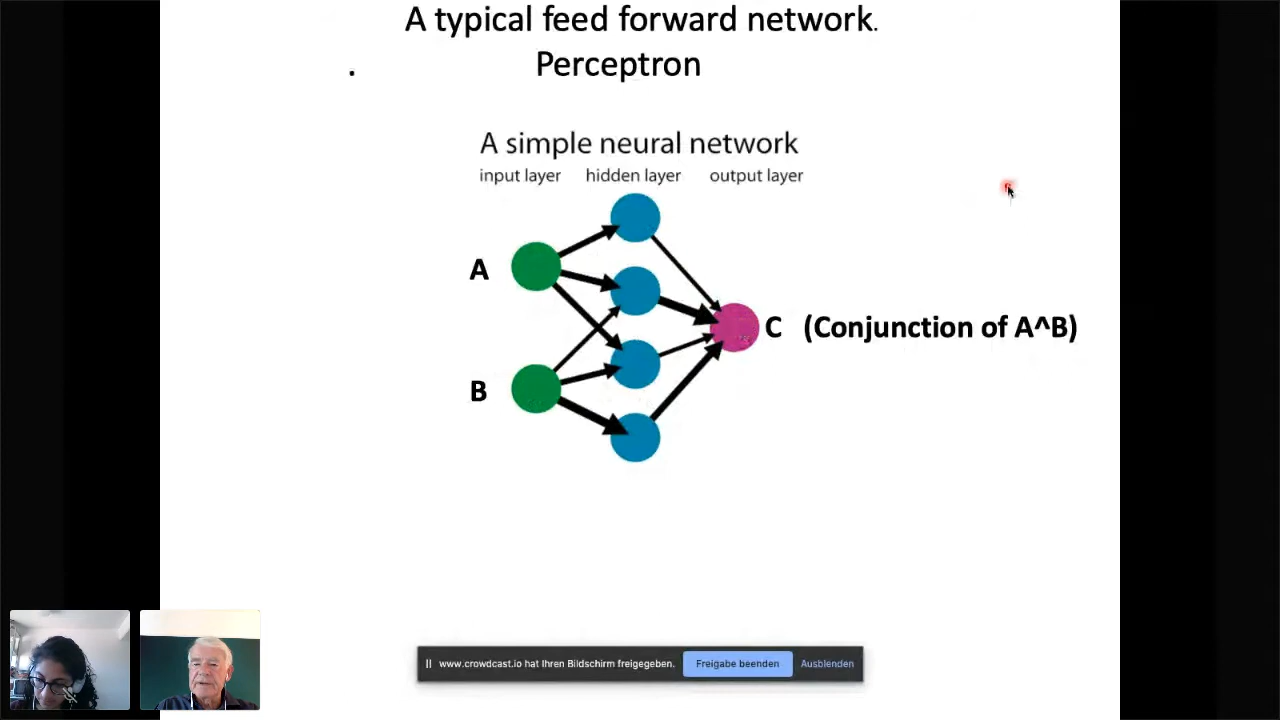 A typical feed forward network.
. Perceptron
A simple neural network
input layer hidden layer output layer
A
C (Conjunction of A^B)
B
www.crowdcast.io hat Ihren Bildschirm freigegeben. Freigabe beenden Ausblenden